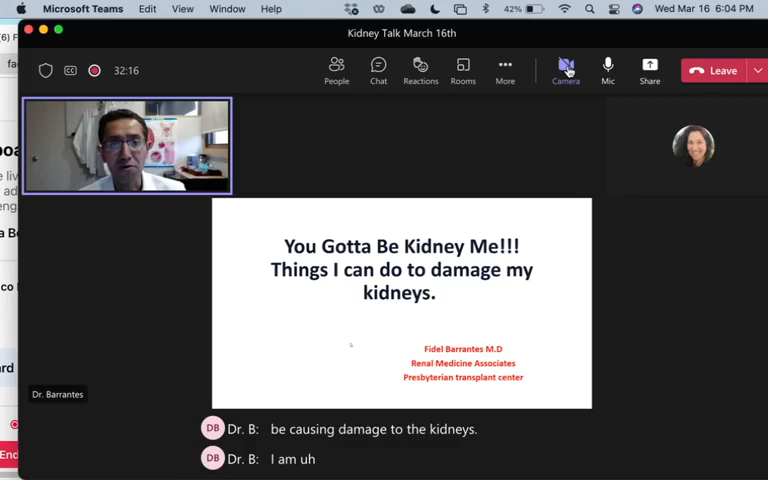 Microsoft Teams Edit View Window Help 42% Wed Mar 16 6:04 PM
Kidney Talk March 16th
32:16 People Chat Reactions Rooms More Camera Mic Share Leave
CC
You Gotta Be Kidney Me!!!
Things I can do to damage my
kidneys.
Fidel Barrantes M.D
Renal Medicine Associates
Presbyterian transplant center
Dr. Barrantes
DB Dr. B: be causing damage to the kidneys.
DB Dr. B: I am uh